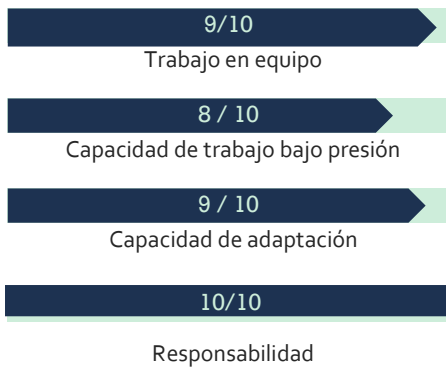 9/10
Trabajo en equipo
8 / 10
Capacidad de trabajo bajo presión
9 / 10
Capacidad de adaptación
10/10
Responsabilidad